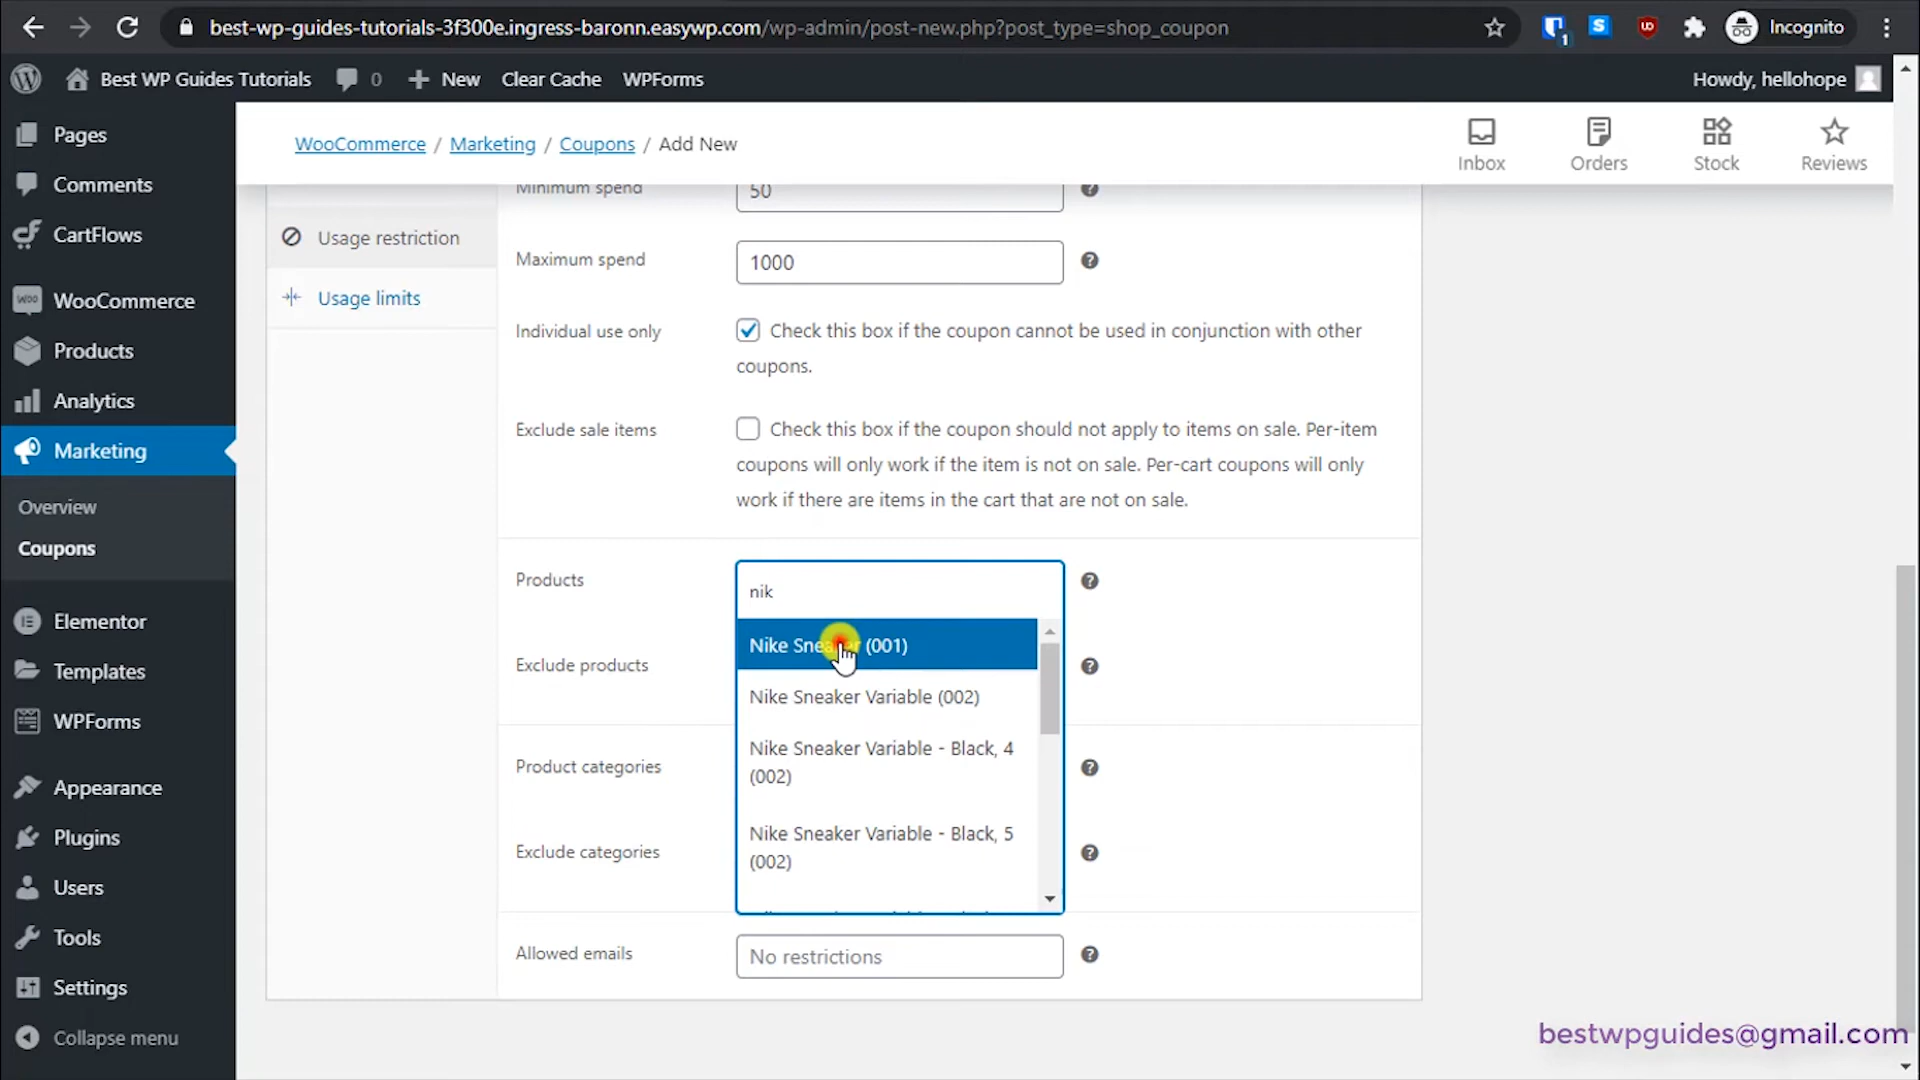 best-wp-guides-tutorials-3f300e.ingress-baronn.easywp.com/wp-admin/post-new.php?post_type=shop_coupon
1
S
Incognito
Best WP Guides Tutorials
0
New
Clear Cache
WPForms
Howdy, hellohope
Pages
Comments
CartFlows
WooCommerce
Products
Analytics
Marketing
Overview
Coupons
Elementor
Templates
WPForms
Appearance
Plugins
Users
Tools
Settings
Collapse menu
WooCommerce / Marketing / Coupons / Add New
Inbox
Orders
Stock
Reviews
Usage restriction
Usage limits
Minimum spend
50
Maximum spend
1000
Individual use only
Check this box if the coupon cannot be used in conjunction with other
coupons.
Exclude sale items
Check this box if the coupon should not apply to items on sale. Per-item
coupons will only work if the item is not on sale. Per-cart coupons will only
work if there are items in the cart that are not on sale.
Products
nik
Nike Sneaker (001)
Nike Sneaker Variable (002)
Nike Sneaker Variable - Black, 4
(002)
Nike Sneaker Variable - Black, 5
(002)
Exclude products
Product categories
Exclude categories
Allowed emails
No restrictions
bestwpguides@gmail.com